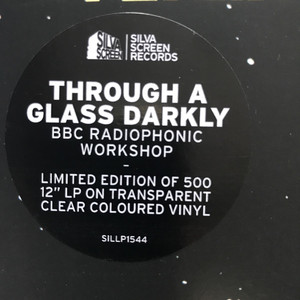 SILVA
SCREEN
SILVA
SCREEN
RECORDS
THROUGH A
GLASS DARKLY
BBC RADIOPHONIC
WORKSHOP
–
LIMITED EDITION OF 500
12" LP ON TRANSPARENT
CLEAR COLOURED VINYL
SILLP1544